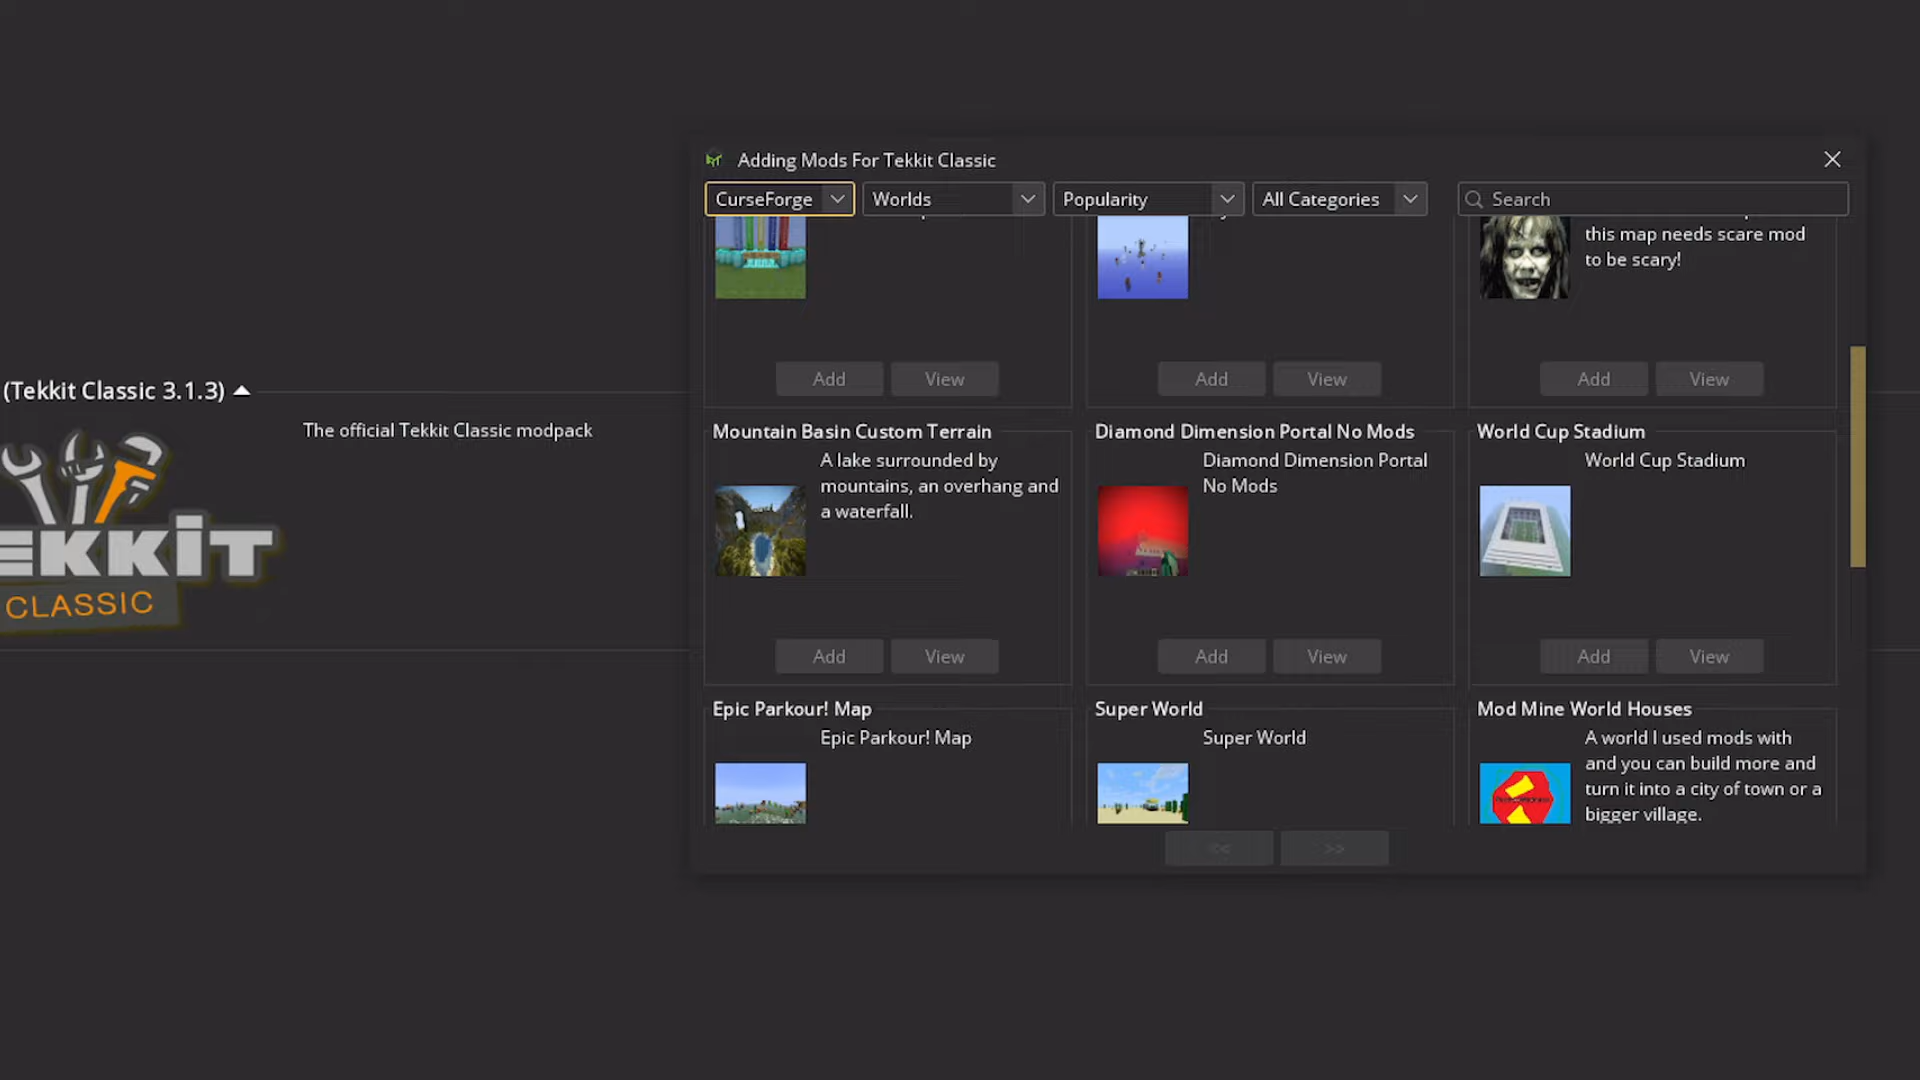 Adding Mods For Tekkit Classic
CurseForge
Worlds
Popularity
All Categories
Search
this map needs scare mod
to be scary!
Add
View
Add
View
Add
View
(Tekkit Classic 3.1.3)
The official Tekkit Classic modpack
EKKIT
CLASSIC
Mountain Basin Custom Terrain
A lake surrounded by
mountains, an overhang and
a waterfall.
Add
View
Diamond Dimension Portal No Mods
Diamond Dimension Portal
No Mods
Add
View
World Cup Stadium
World Cup Stadium
Add
View
Epic Parkour! Map
Epic Parkour! Map
Super World
Super World
Mod Mine World Houses
A world I used mods with
and you can build more and
turn it into a city of town or a
bigger village.
<<
>>